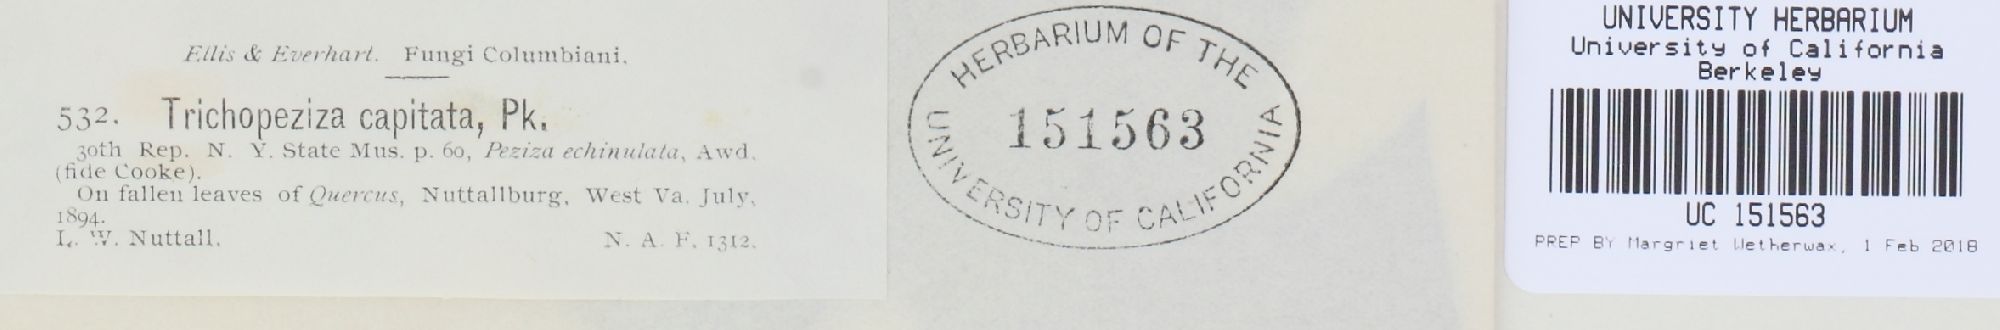 Ellis & Everhart. Fungi Columbiani.
532. Trichopeziza capitata, Pk.
30th Rep. N. Y. State Mus. p. 60, Peziza echinulata, Awd.
(fide Cooke).
On fallen leaves of Quercus, Nuttallburg, West Va. July,
1894.
L. W. Nuttall. N. A. F. 1312.
HERBARIUM OF THE
151563
UNIVERSITY OF CALIFORNIA
UNIVERSITY HERBARIUM
University of California
Berkeley
UC 151563
PREP BY Margriet Wetherwax, 1 Feb 2018